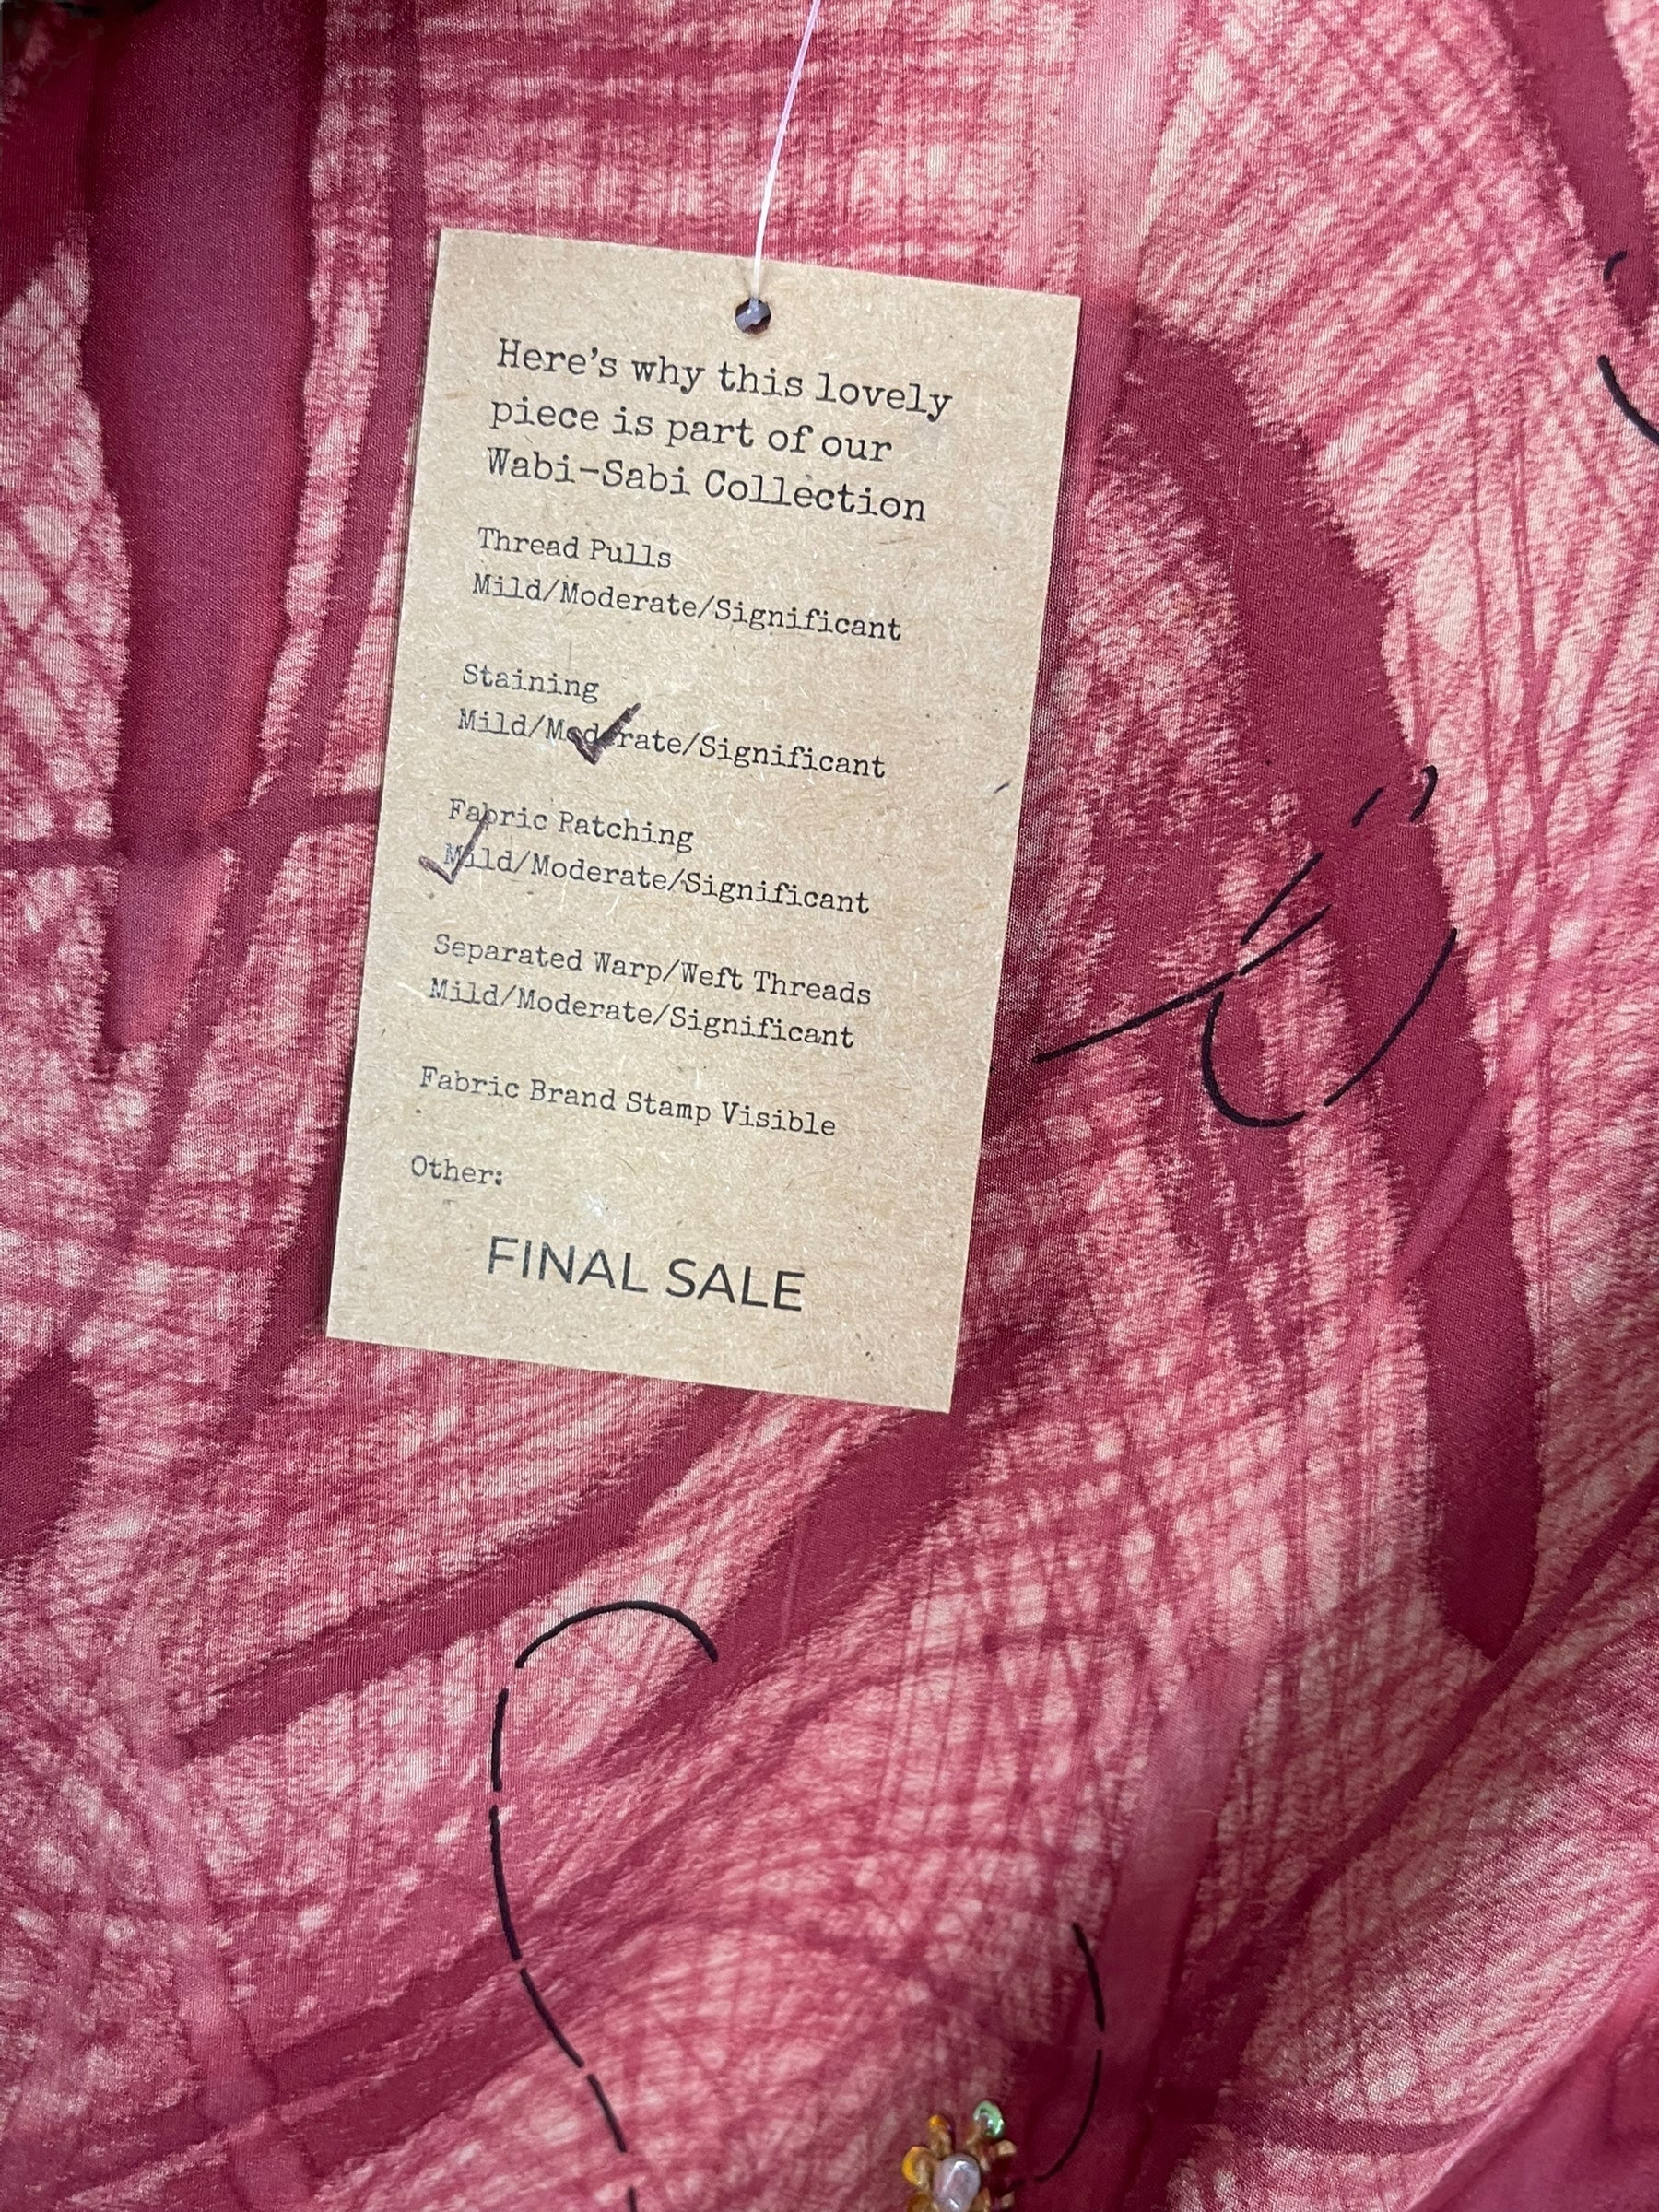 Here's why this lovely
piece is part of our
Wabi-Sabi Collection
Thread Pulls
Mild/Moderate/Significant
Staining
Mild/Moderate/Significant
Fabric Patching
Mild/Moderate/Significant
Separated Warp/Weft Threads
Mild/Moderate/Significant
Fabric Brand Stamp Visible
Other:
FINAL SALE